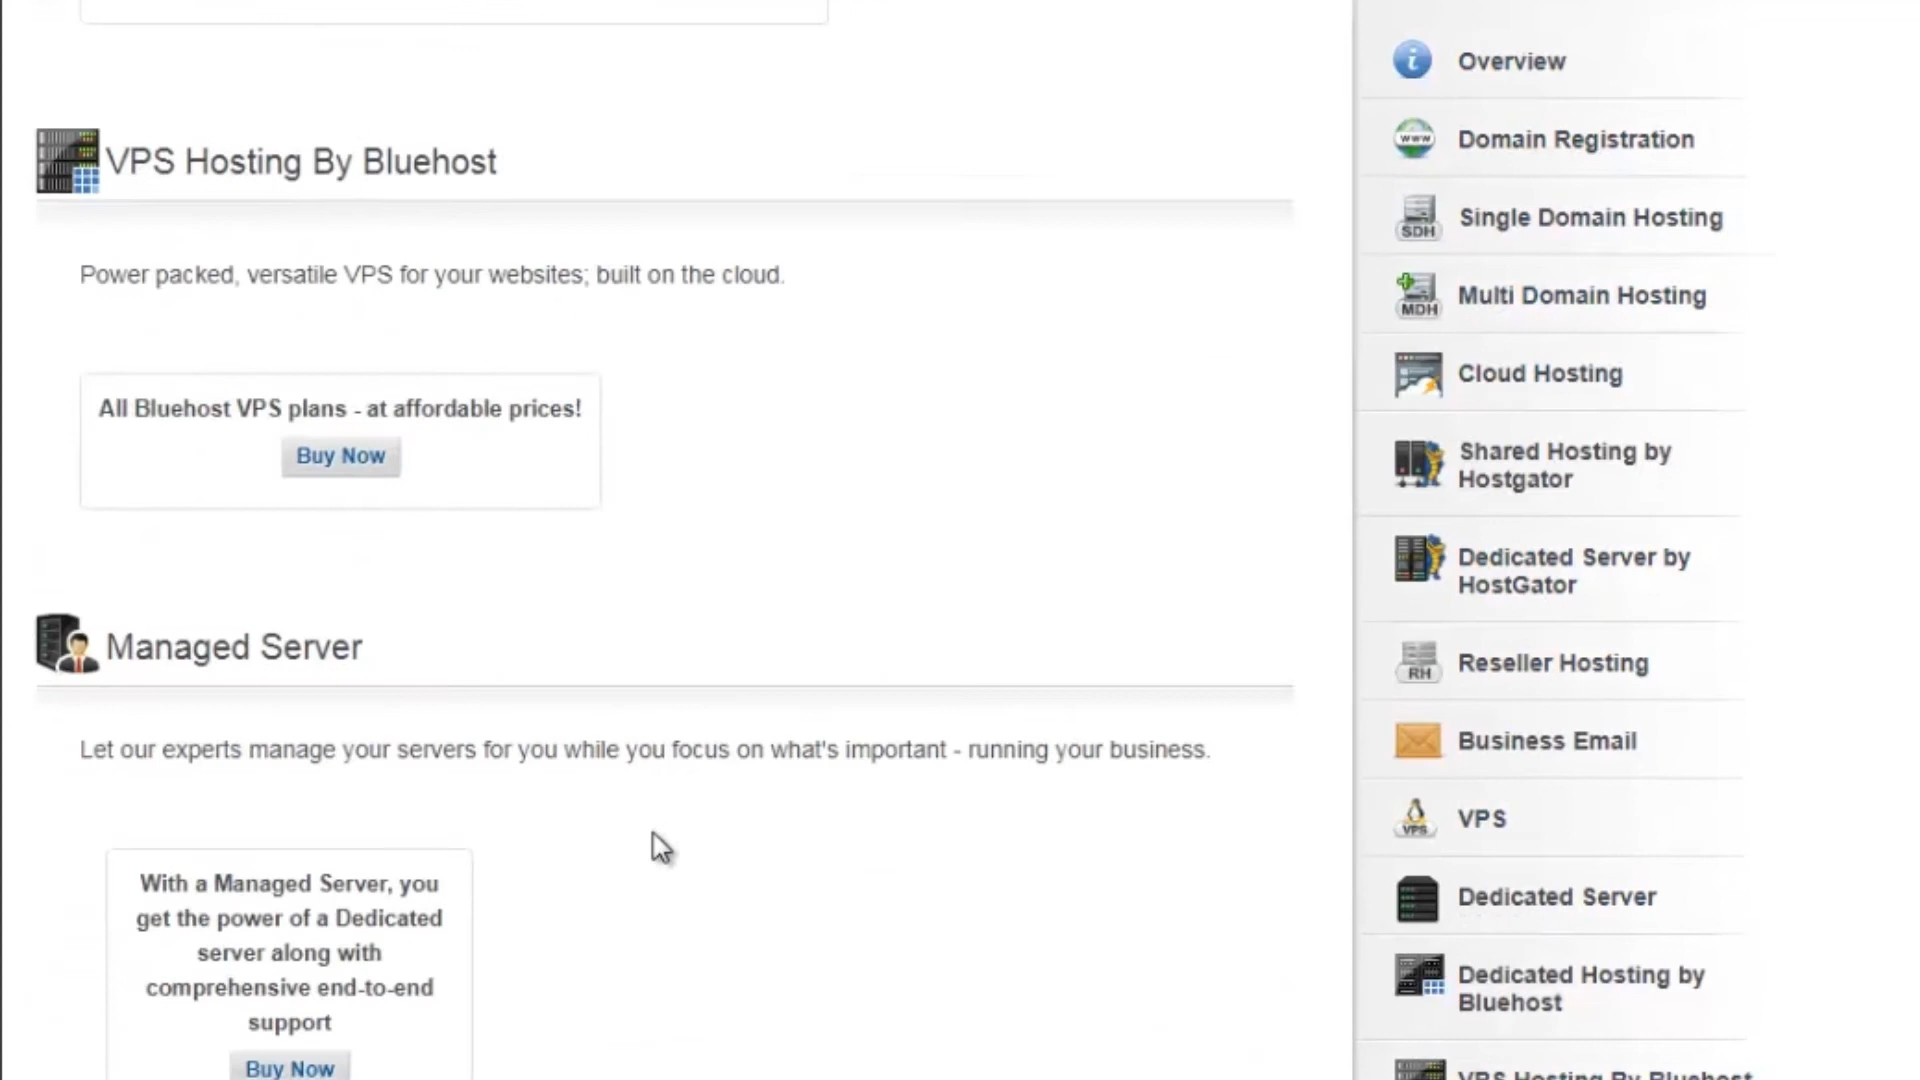 VPS Hosting By Bluehost
Power packed, versatile VPS for your websites; built on the cloud.
All Bluehost VPS plans - at affordable prices!
Buy Now
Managed Server
Let our experts manage your servers for you while you focus on what's important - running your business.
With a Managed Server, you
get the power of a Dedicated
server along with
comprehensive end-to-end
support
Buy Now
Overview
WWW
Domain Registration
SDH
Single Domain Hosting
MDH
Multi Domain Hosting
Cloud Hosting
Shared Hosting by
Hostgator
Dedicated Server by
HostGator
RH
Reseller Hosting
Business Email
VPS
VPS
Dedicated Server
Dedicated Hosting by
Bluehost
VPS Hosting By Bluehost